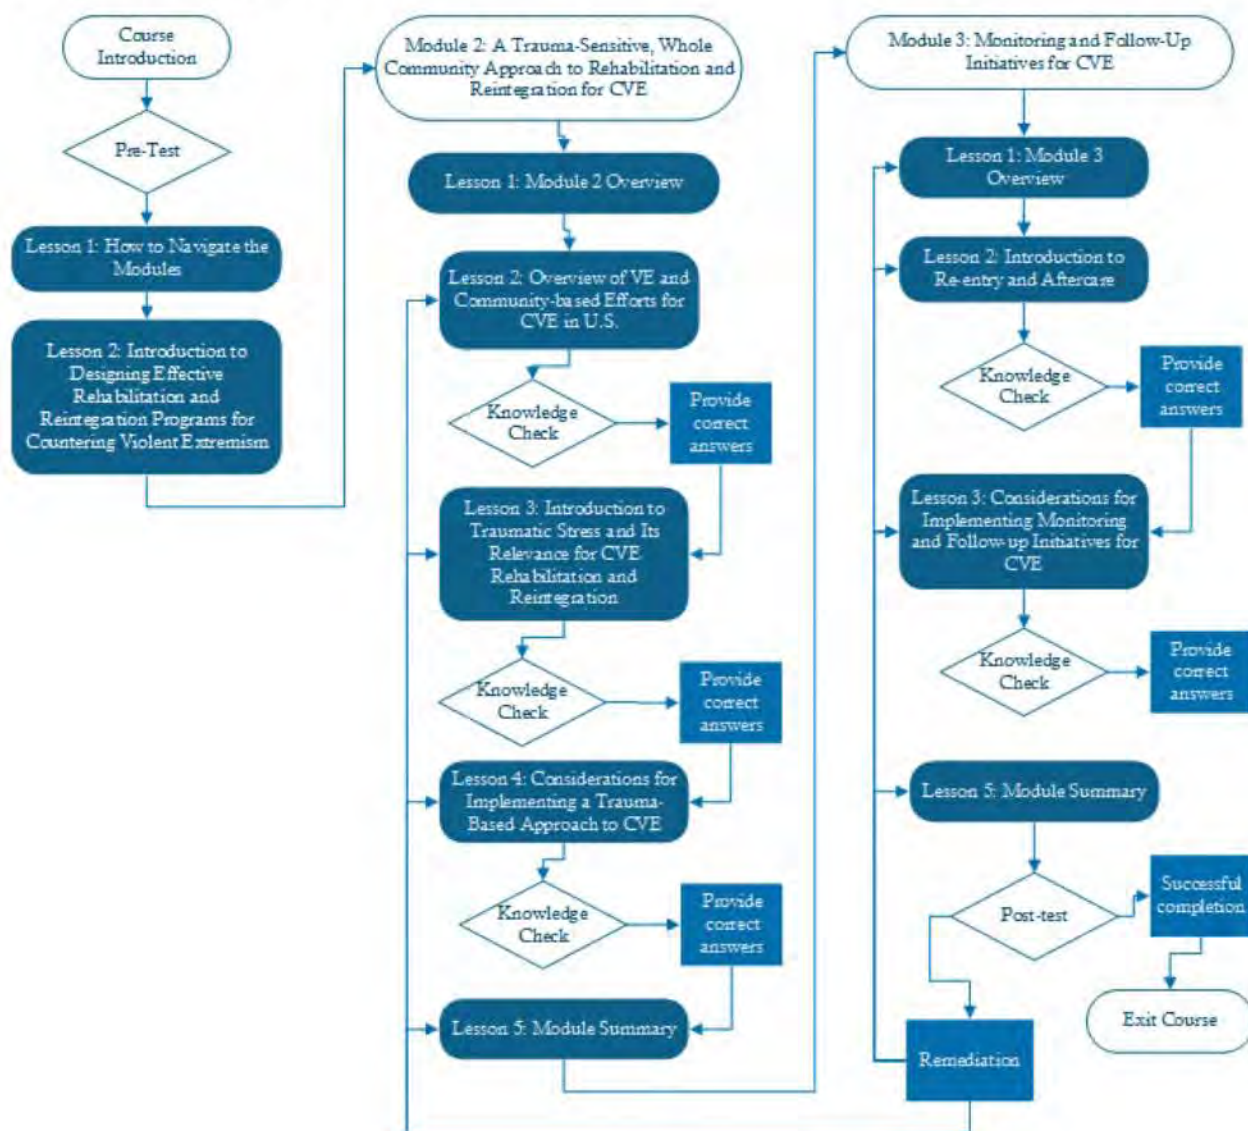 Course
Introduction
Pre-Test
Lesson 1: How to Navigate the
Modules
Lesson 2: Introduction to
Designing Effective
Rehabilitation and
Reintegration Programs for
Countering Violent Extremism
Module 2: A Trauma-Sensitive, Whole
Community Approach to Rehabilitation and
Reintegration for CVE
Lesson 1: Module 2 Overview
Lesson 2: Overview of VE and
Community-based Efforts for
CVE in U.S.
Knowledge
Check
Provide
correct
answers
Lesson 3: Introduction to
Traumatic Stress and Its
Relevance for CVE
Rehabilitation and
Reintegration
Knowledge
Check
Provide
correct
answers
Lesson 4: Considerations for
Implementing a Trauma-
Based Approach to CVE
Knowledge
Check
Provide
correct
answers
Lesson 5: Module Summary
Module 3: Monitoring and Follow-Up
Initiatives for CVE
Lesson 1: Module 3
Overview
Lesson 2: Introduction to
Re-entry and Aftercare
Knowledge
Check
Provide
correct
answers
Lesson 3: Considerations for
Implementing Monitoring
and Follow-up Initiatives for
CVE
Knowledge
Check
Provide
correct
answers
Lesson 5: Module Summary
Post-test
Successful
completion
Exit Course
Remediation